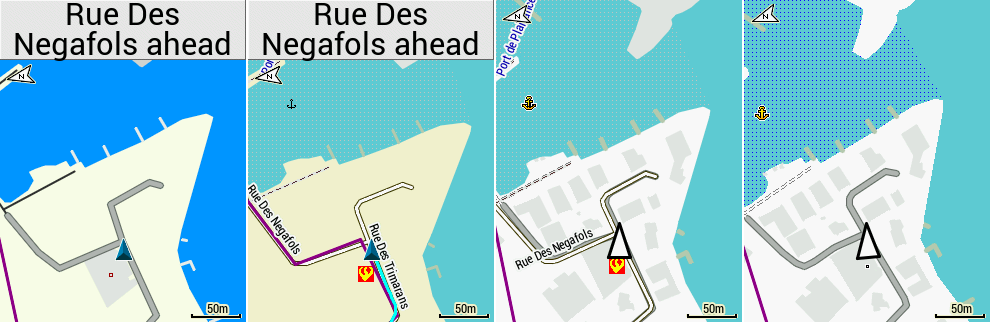 Rue Des
Negafols ahead
N
50m
Rue Des
Negafols ahead
N
Rue Des Negafols
Rue Des Trimarans
50m
N
Port de Plaisance
Rue Des Negafols
50m
N
50m